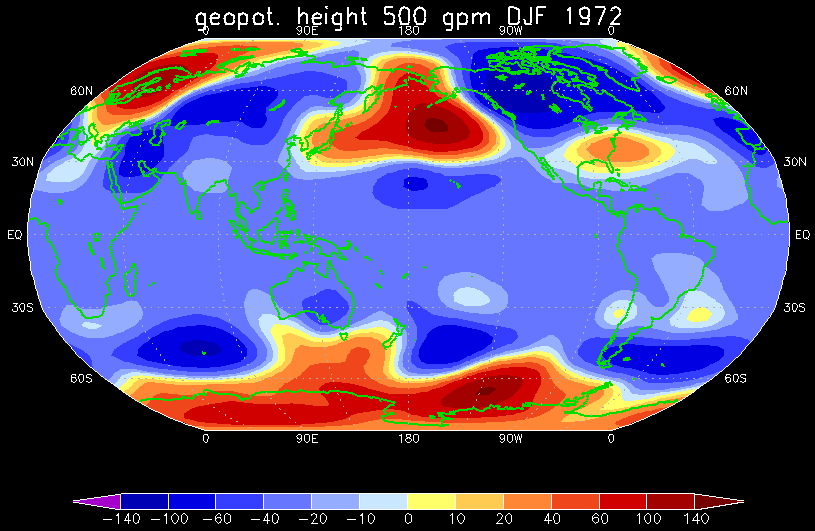 geopot. height 500 gpm DJF 1972
0 90E 180 90W 0
60N 60N
30N 30N
EQ EQ
30S 30S
60S 60S
0 90E 180 90W 0
−140 −100 −60 −40 −20 −10 0 10 20 40 60 100 140